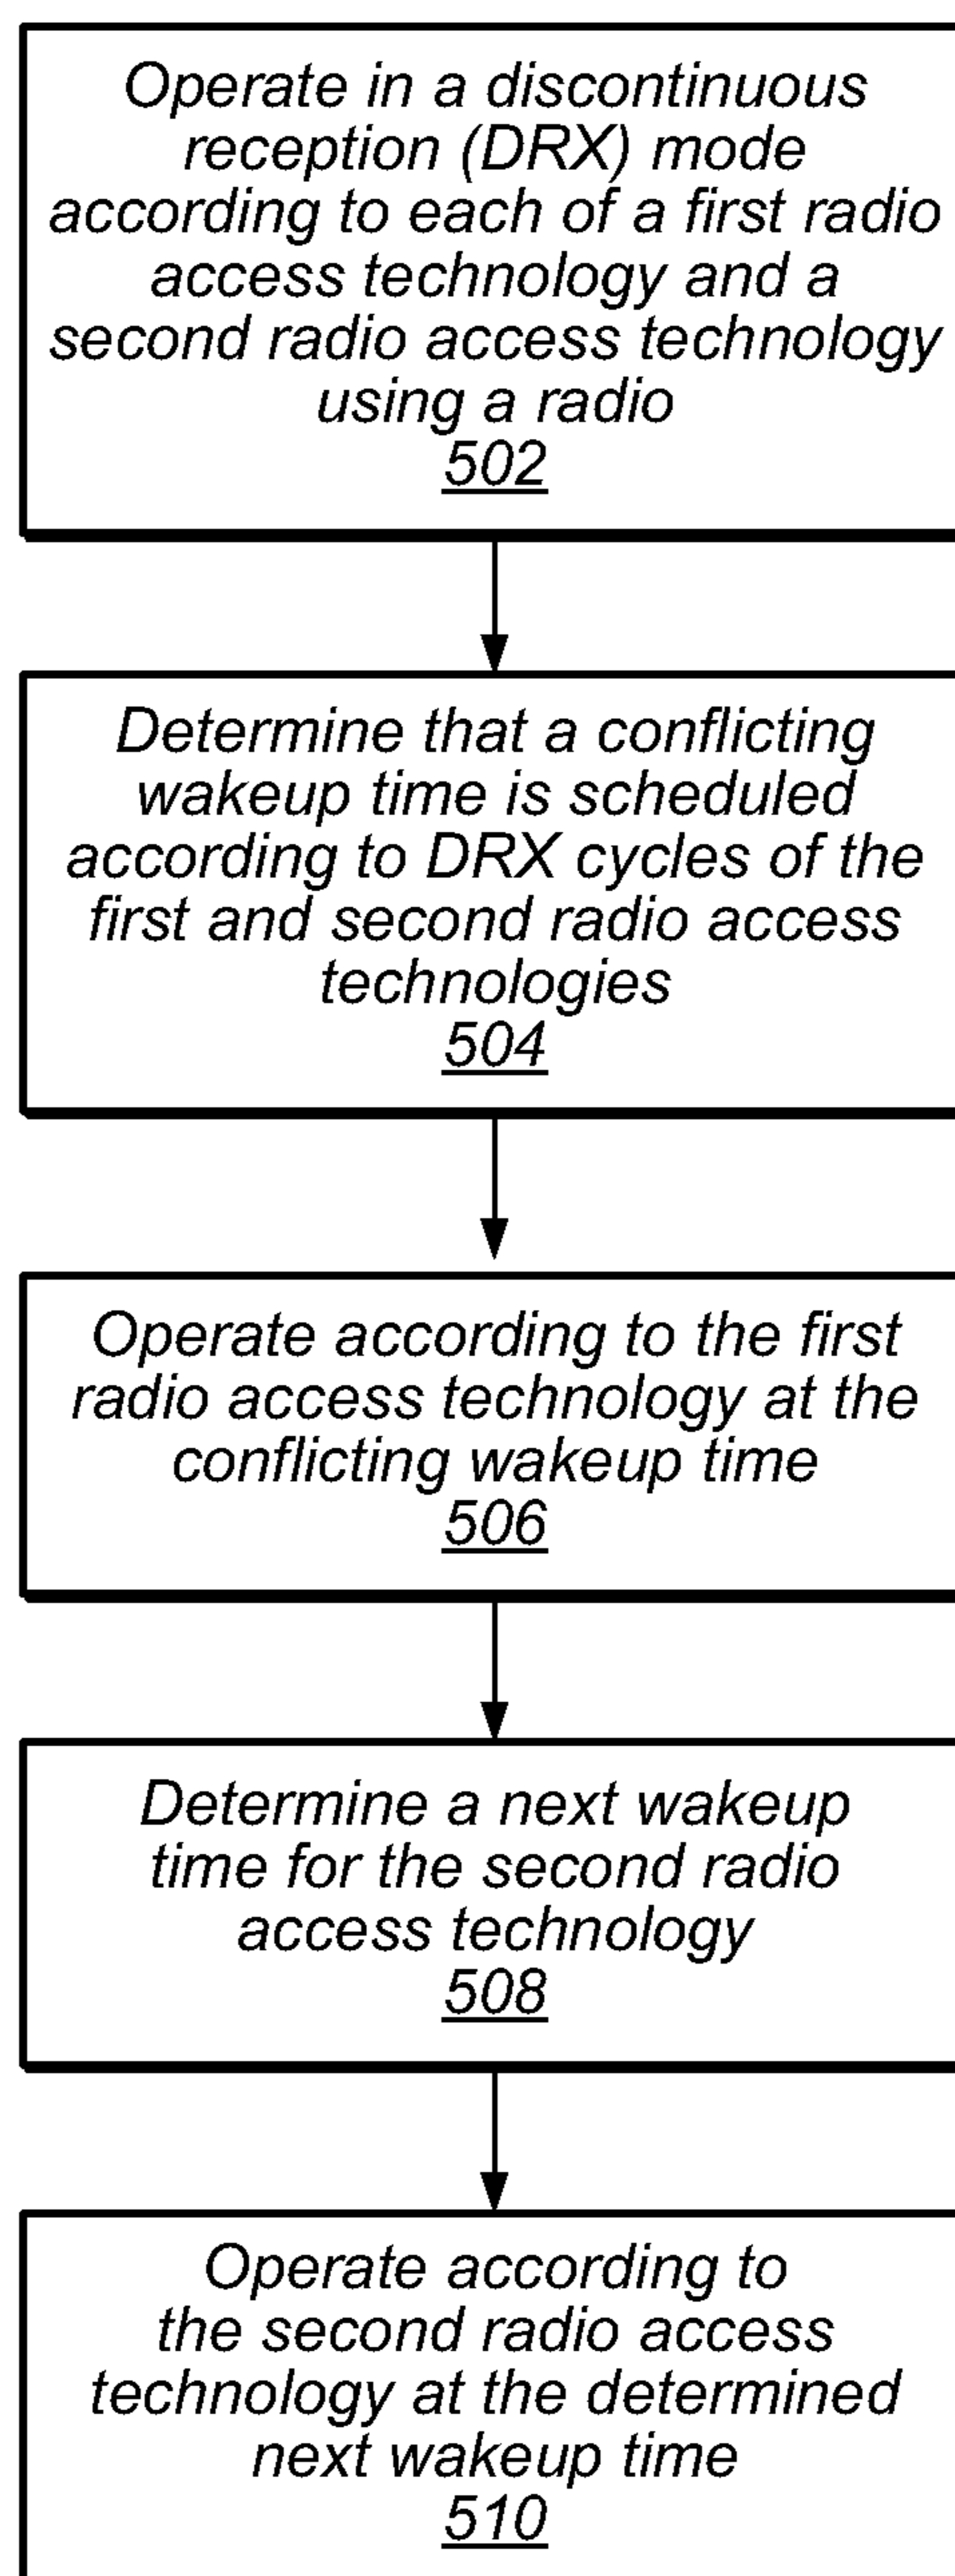 Operate in a discontinuous
reception (DRX) mode
according to each of a first radio
access technology and a
second radio access technology
using a radio
502
Determine that a conflicting
wakeup time is scheduled
according to DRX cycles of the
first and second radio access
technologies
504
Operate according to the first
radio access technology at the
conflicting wakeup time
506
Determine a next wakeup
time for the second radio
access technology
508
Operate according to
the second radio access
technology at the determined
next wakeup time
510